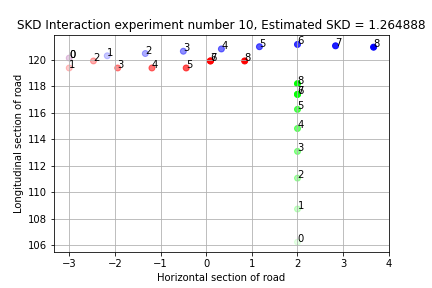 SKD Interaction experiment number 10, Estimated SKD = 1.264888
Longitudinal section of road
120
118
116
114
112
110
108
106
0 1 2 3 4 5 6 7 8
0 1 2 3 4 5 6 8
0 1 2 3 4 5 6 8
−3 −2 −1 0 1 2 3 4
Horizontal section of road